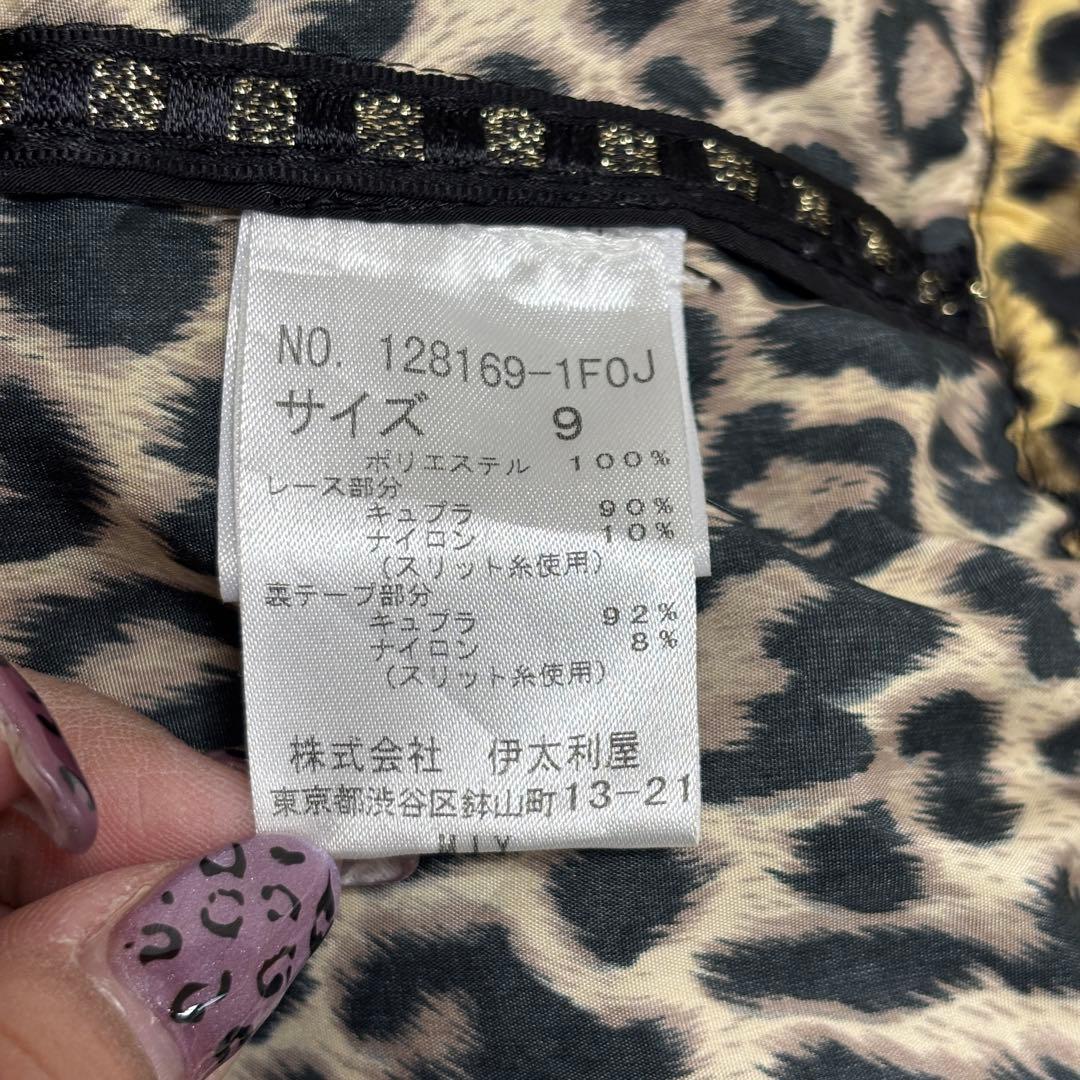 NO. 128169-1F0J
サイズ 9
ポリエステル 100%
レース部分
キュプラ 90%
ナイロン 10%
(スリット糸使用)
裏テープ部分
キュプラ 92%
ナイロン 8%
(スリット糸使用)
株式会社 伊太利屋
東京都渋谷区鉢山町13-21